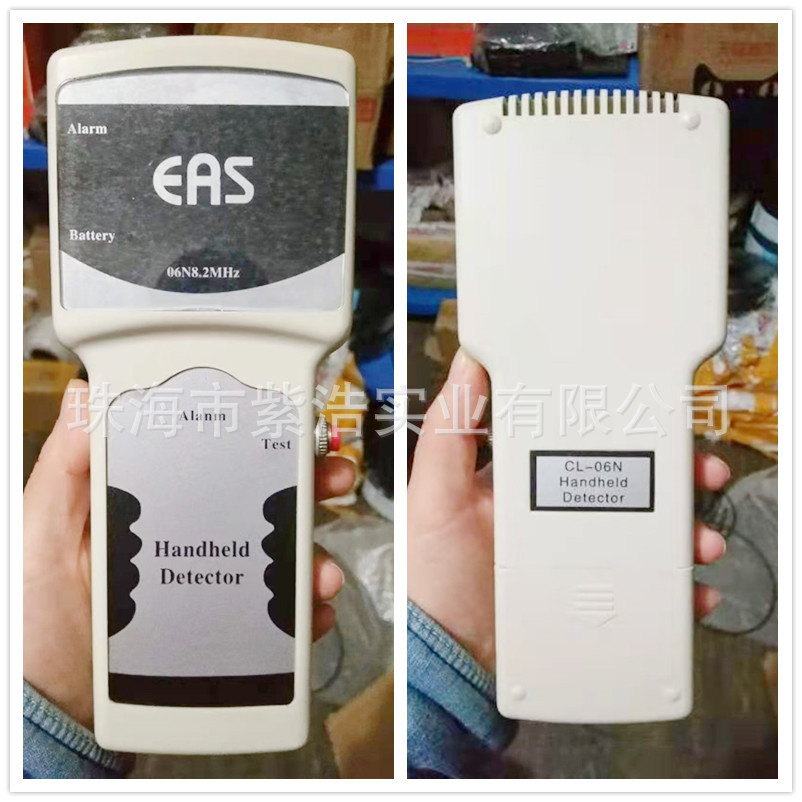 Alarm
EAS
Battery
06N8.2MHz
珠海市紫浩实业有限公司
Alanin
Test
Handheld
Detector
CL-06N
Handheld
Detector